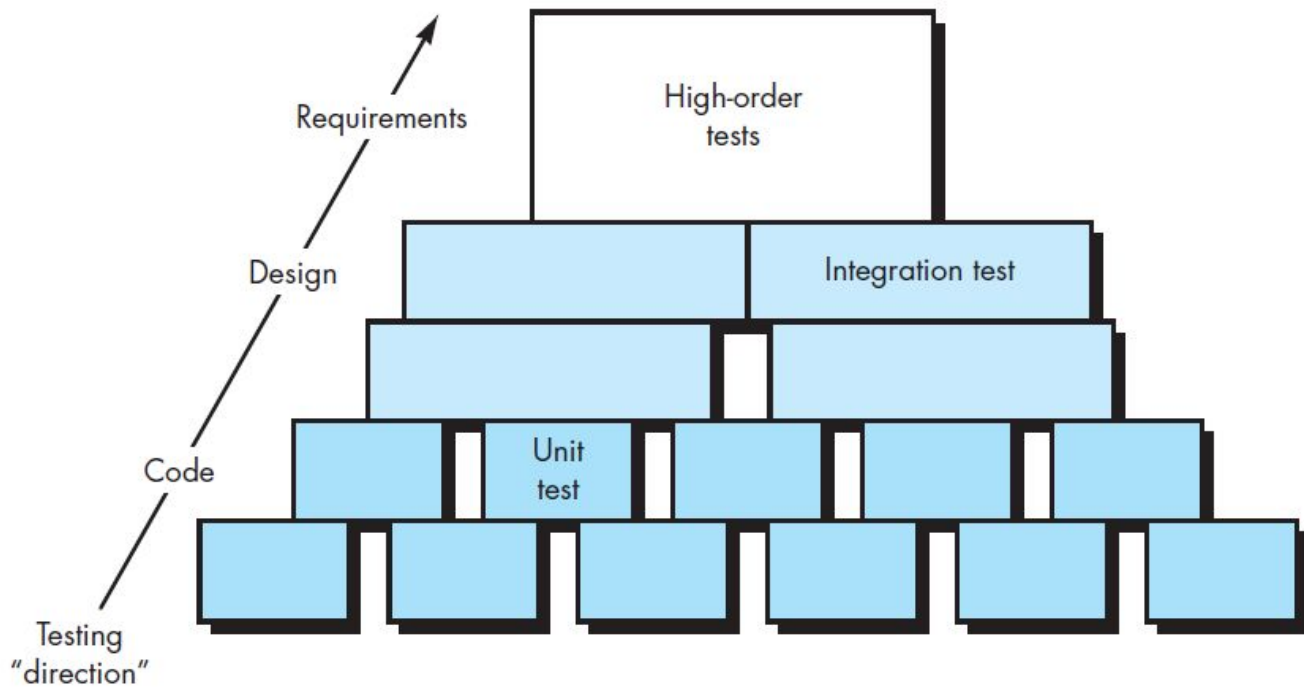 High-order
tests
Requirements
Design
Integration test
Unit
test
Code
Testing
“direction”